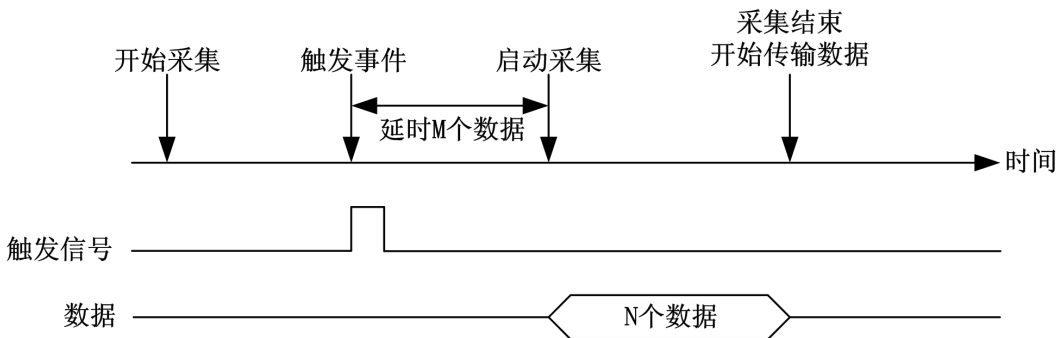 采集结束
开始采集 触发事件 启动采集 开始传输数据
延时M个数据
时间
触发信号
数据 N个数据